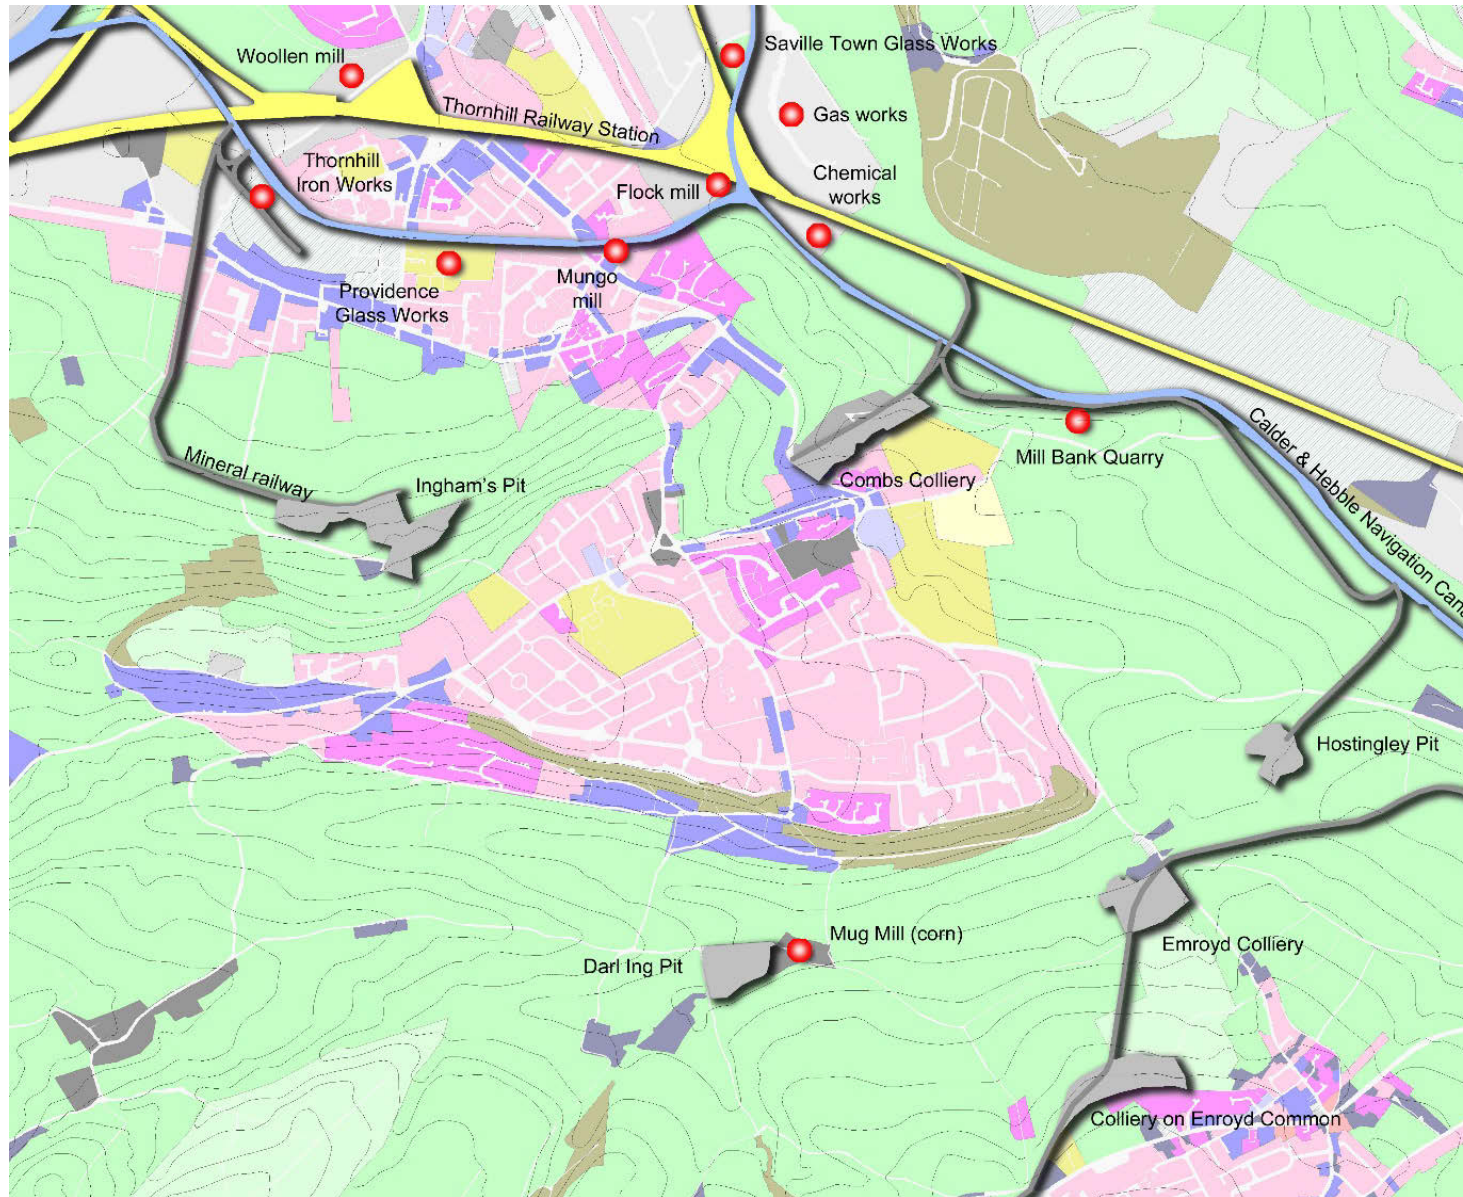 Saville Town Glass Works
Woollen mill
Thornhill Railway Station
Gas works
Thornhill
Iron Works
Chemical
works
Flock mill
Mungo
mill
Providence
Glass Works
Calder & Hebble Navigation Cana
Mill Bank Quarry
Mineral railway
Ingham's Pit
Combs Colliery
Hostingley Pit
Mug Mill (corn)
Emroyd Colliery
Darl Ing Pit
Colliery on Enroyd Common